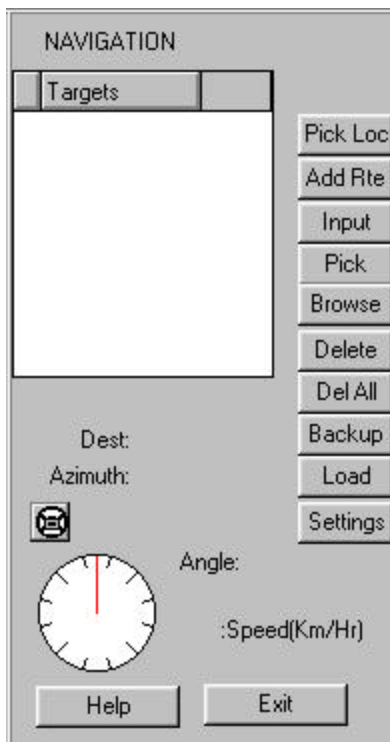 NAVIGATION
Targets
Pick Loc
Add Rte
Input
Pick
Browse
Delete
Del All
Backup
Load
Settings
Dest:
Azimuth:
Angle:
:Speed(Km/Hr)
Help
Exit